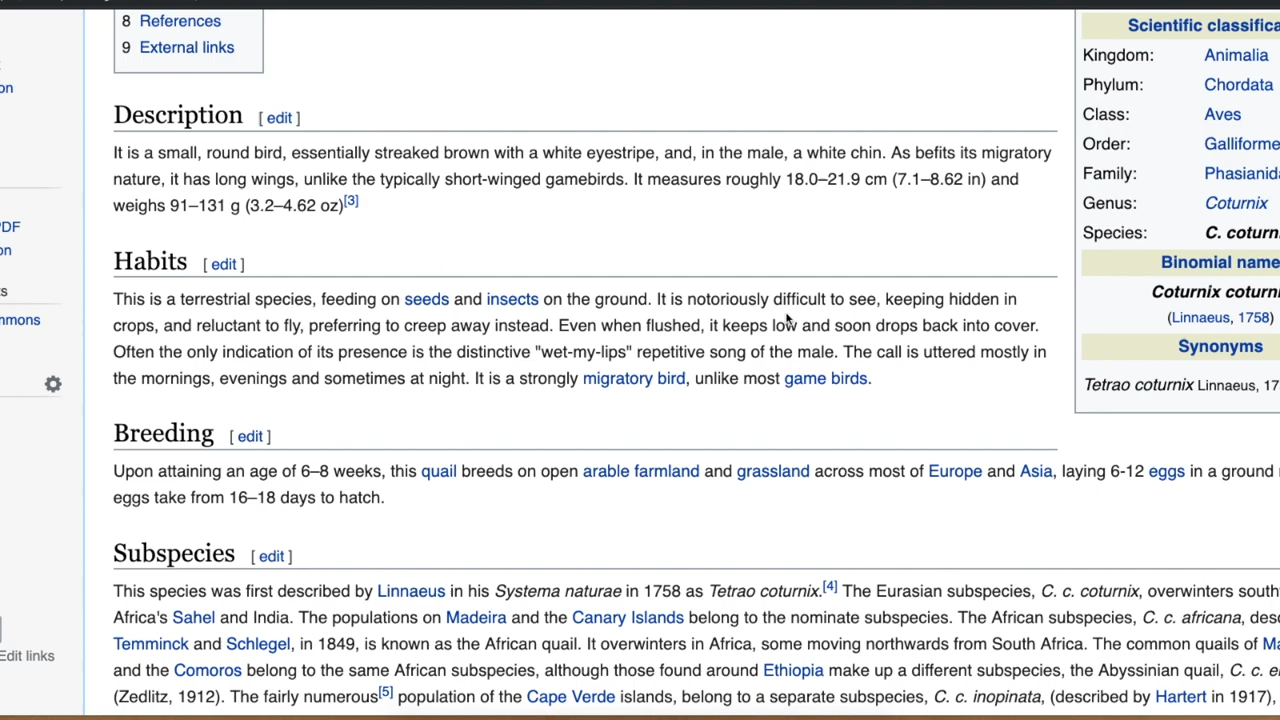 8 References
9 External links
Description [ edit ]
It is a small, round bird, essentially streaked brown with a white eyestripe, and, in the male, a white chin. As befits its migratory
nature, it has long wings, unlike the typically short-winged gamebirds. It measures roughly 18.0–21.9 cm (7.1–8.62 in) and
weighs 91–131 g (3.2–4.62 oz)[3]
Habits [ edit ]
This is a terrestrial species, feeding on seeds and insects on the ground. It is notoriously difficult to see, keeping hidden in
crops, and reluctant to fly, preferring to creep away instead. Even when flushed, it keeps low and soon drops back into cover.
Often the only indication of its presence is the distinctive "wet-my-lips" repetitive song of the male. The call is uttered mostly in
the mornings, evenings and sometimes at night. It is a strongly migratory bird, unlike most game birds.
Breeding [ edit ]
Upon attaining an age of 6–8 weeks, this quail breeds on open arable farmland and grassland across most of Europe and Asia, laying 6-12 eggs in a ground
eggs take from 16–18 days to hatch.
Subspecies [ edit ]
This species was first described by Linnaeus in his Systema naturae in 1758 as Tetrao coturnix.[4] The Eurasian subspecies, C. c. coturnix, overwinters south
Africa's Sahel and India. The populations on Madeira and the Canary Islands belong to the nominate subspecies. The African subspecies, C. c. africana, desc
Temminck and Schlegel, in 1849, is known as the African quail. It overwinters in Africa, some moving northwards from South Africa. The common quails of Ma
and the Comoros belong to the same African subspecies, although those found around Ethiopia make up a different subspecies, the Abyssinian quail, C. c. e
(Zedlitz, 1912). The fairly numerous[5] population of the Cape Verde islands, belong to a separate subspecies, C. c. inopinata, (described by Hartert in 1917),
Scientific classifica
Kingdom: Animalia
Phylum: Chordata
Class: Aves
Order: Galliforme
Family: Phasianida
Genus: Coturnix
Species: C. coturn
Binomial name
Coturnix coturni
(Linnaeus, 1758)
Synonyms
Tetrao coturnix Linnaeus, 17
on
PDF
on
ts
mmons
Edit links